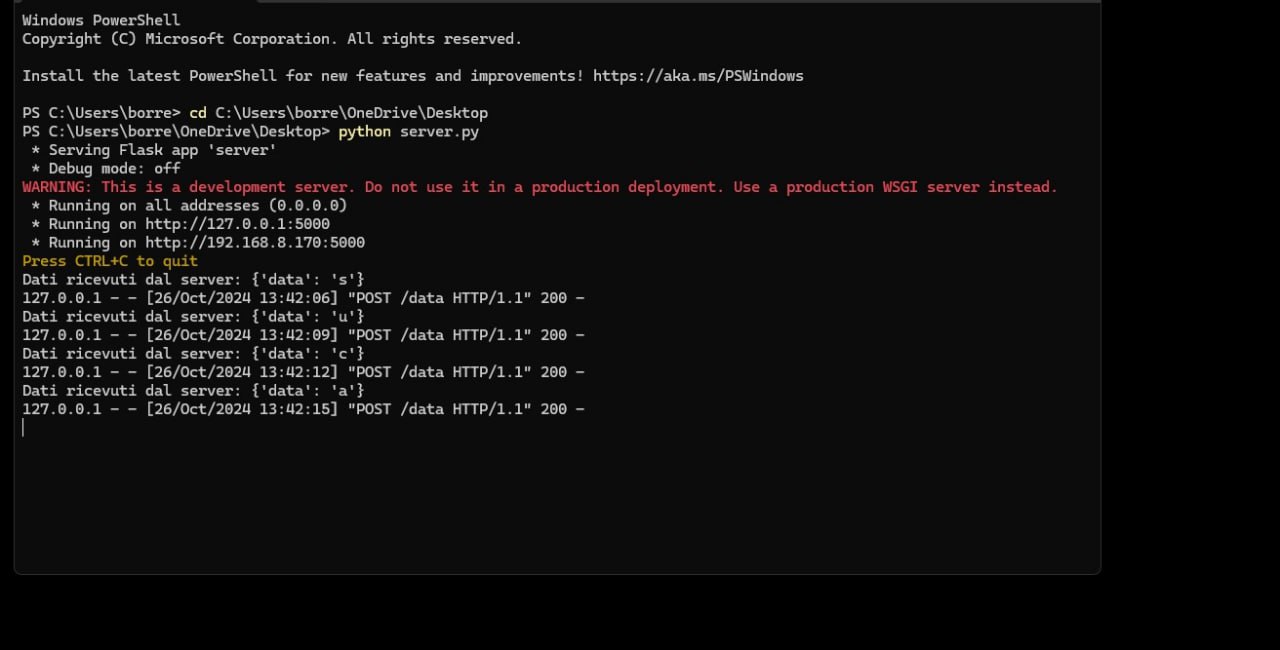 Windows PowerShell
Copyright (C) Microsoft Corporation. All rights reserved.
Install the latest PowerShell for new features and improvements! https://aka.ms/PSWindows
PS C:\Users\borre> cd C:\Users\borre\OneDrive\Desktop
PS C:\Users\borre\OneDrive\Desktop> python server.py
 * Serving Flask app 'server'
 * Debug mode: off
WARNING: This is a development server. Do not use it in a production deployment. Use a production WSGI server instead.
 * Running on all addresses (0.0.0.0)
 * Running on http://127.0.0.1:5000
 * Running on http://192.168.8.170:5000
Press CTRL+C to quit
Dati ricevuti dal server: {'data': 's'}
127.0.0.1 - - [26/Oct/2024 13:42:06] "POST /data HTTP/1.1" 200 -
Dati ricevuti dal server: {'data': 'u'}
127.0.0.1 - - [26/Oct/2024 13:42:09] "POST /data HTTP/1.1" 200 -
Dati ricevuti dal server: {'data': 'c'}
127.0.0.1 - - [26/Oct/2024 13:42:12] "POST /data HTTP/1.1" 200 -
Dati ricevuti dal server: {'data': 'a'}
127.0.0.1 - - [26/Oct/2024 13:42:15] "POST /data HTTP/1.1" 200 -